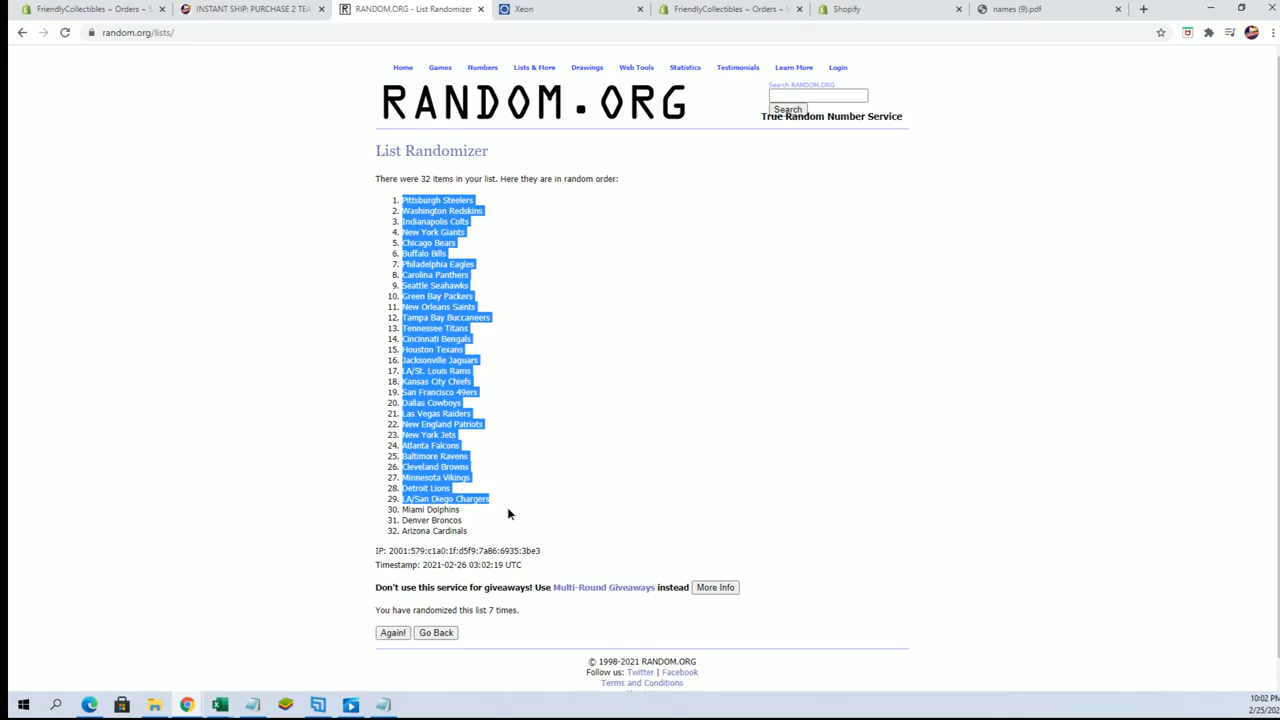 FriendlyCollectibles ~ Orders ~ S
INSTANT SHIP: PURCHASE 2 TEA
RANDOM.ORG - List Randomizer
Xeon
FriendlyCollectibles ~ Orders ~ S
Shopify
names (9).pdf
random.org/lists/
Home Games Numbers Lists & More Drawings Web Tools Statistics Testimonials Learn More Login
Search RANDOM.ORG
RANDOM.ORG
Search
True Random Number Service
List Randomizer
There were 32 items in your list. Here they are in random order:
1. Pittsburgh Steelers
2. Washington Redskins
3. Indianapolis Colts
4. New York Giants
5. Chicago Bears
6. Buffalo Bills
7. Philadelphia Eagles
8. Carolina Panthers
9. Seattle Seahawks
10. Green Bay Packers
11. New Orleans Saints
12. Tampa Bay Buccaneers
13. Tennessee Titans
14. Cincinnati Bengals
15. Houston Texans
16. Jacksonville Jaguars
17. LA/St. Louis Rams
18. Kansas City Chiefs
19. San Francisco 49ers
20. Dallas Cowboys
21. Las Vegas Raiders
22. New England Patriots
23. New York Jets
24. Atlanta Falcons
25. Baltimore Ravens
26. Cleveland Browns
27. Minnesota Vikings
28. Detroit Lions
29. LA/San Diego Chargers
30. Miami Dolphins
31. Denver Broncos
32. Arizona Cardinals
IP: 2001:579:c1a0:1f:d5f9:7a86:6935:3be3
Timestamp: 2021-02-26 03:02:19 UTC
Don't use this service for giveaways! Use Multi-Round Giveaways instead More Info
You have randomized this list 7 times.
Again! Go Back
© 1998-2021 RANDOM.ORG
Follow us: Twitter | Facebook
Terms and Conditions
10:02 PM
2/25/202